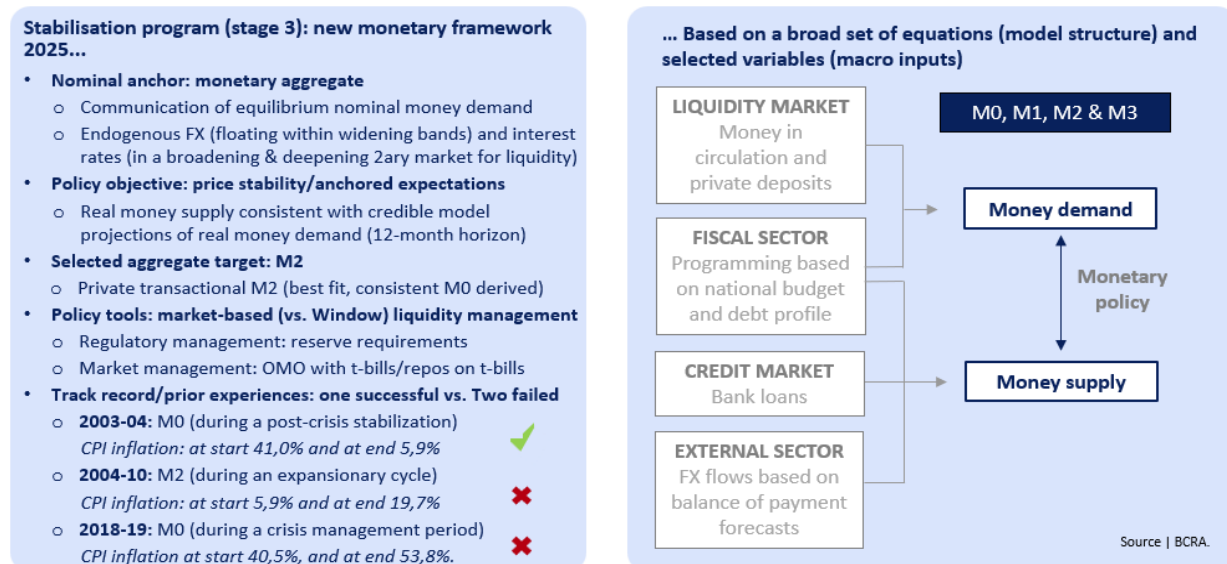 Stabilisation program (stage 3): new monetary framework
2025...
• Nominal anchor: monetary aggregate
o Communication of equilibrium nominal money demand
o Endogenous FX (floating within widening bands) and interest
rates (in a broadening & deepening 2ary market for liquidity)
• Policy objective: price stability/anchored expectations
o Real money supply consistent with credible model
projections of real money demand (12-month horizon)
• Selected aggregate target: M2
o Private transactional M2 (best fit, consistent M0 derived)
• Policy tools: market-based (vs. Window) liquidity management
o Regulatory management: reserve requirements
o Market management: OMO with t-bills/repos on t-bills
• Track record/prior experiences: one successful vs. Two failed
o 2003-04: M0 (during a post-crisis stabilization)
CPI inflation: at start 41,0% and at end 5,9%
o 2004-10: M2 (during an expansionary cycle)
CPI inflation: at start 5,9% and at end 19,7%
o 2018-19: M0 (during a crisis management period)
CPI inflation at start 40,5%, and at end 53,8%.
... Based on a broad set of equations (model structure) and
selected variables (macro inputs)
LIQUIDITY MARKET
Money in
circulation and
private deposits
FISCAL SECTOR
Programming based
on national budget
and debt profile
CREDIT MARKET
Bank loans
EXTERNAL SECTOR
FX flows based on
balance of payment
forecasts
M0, M1, M2 & M3
Money demand
Monetary
policy
Money supply
Source | BCRA.